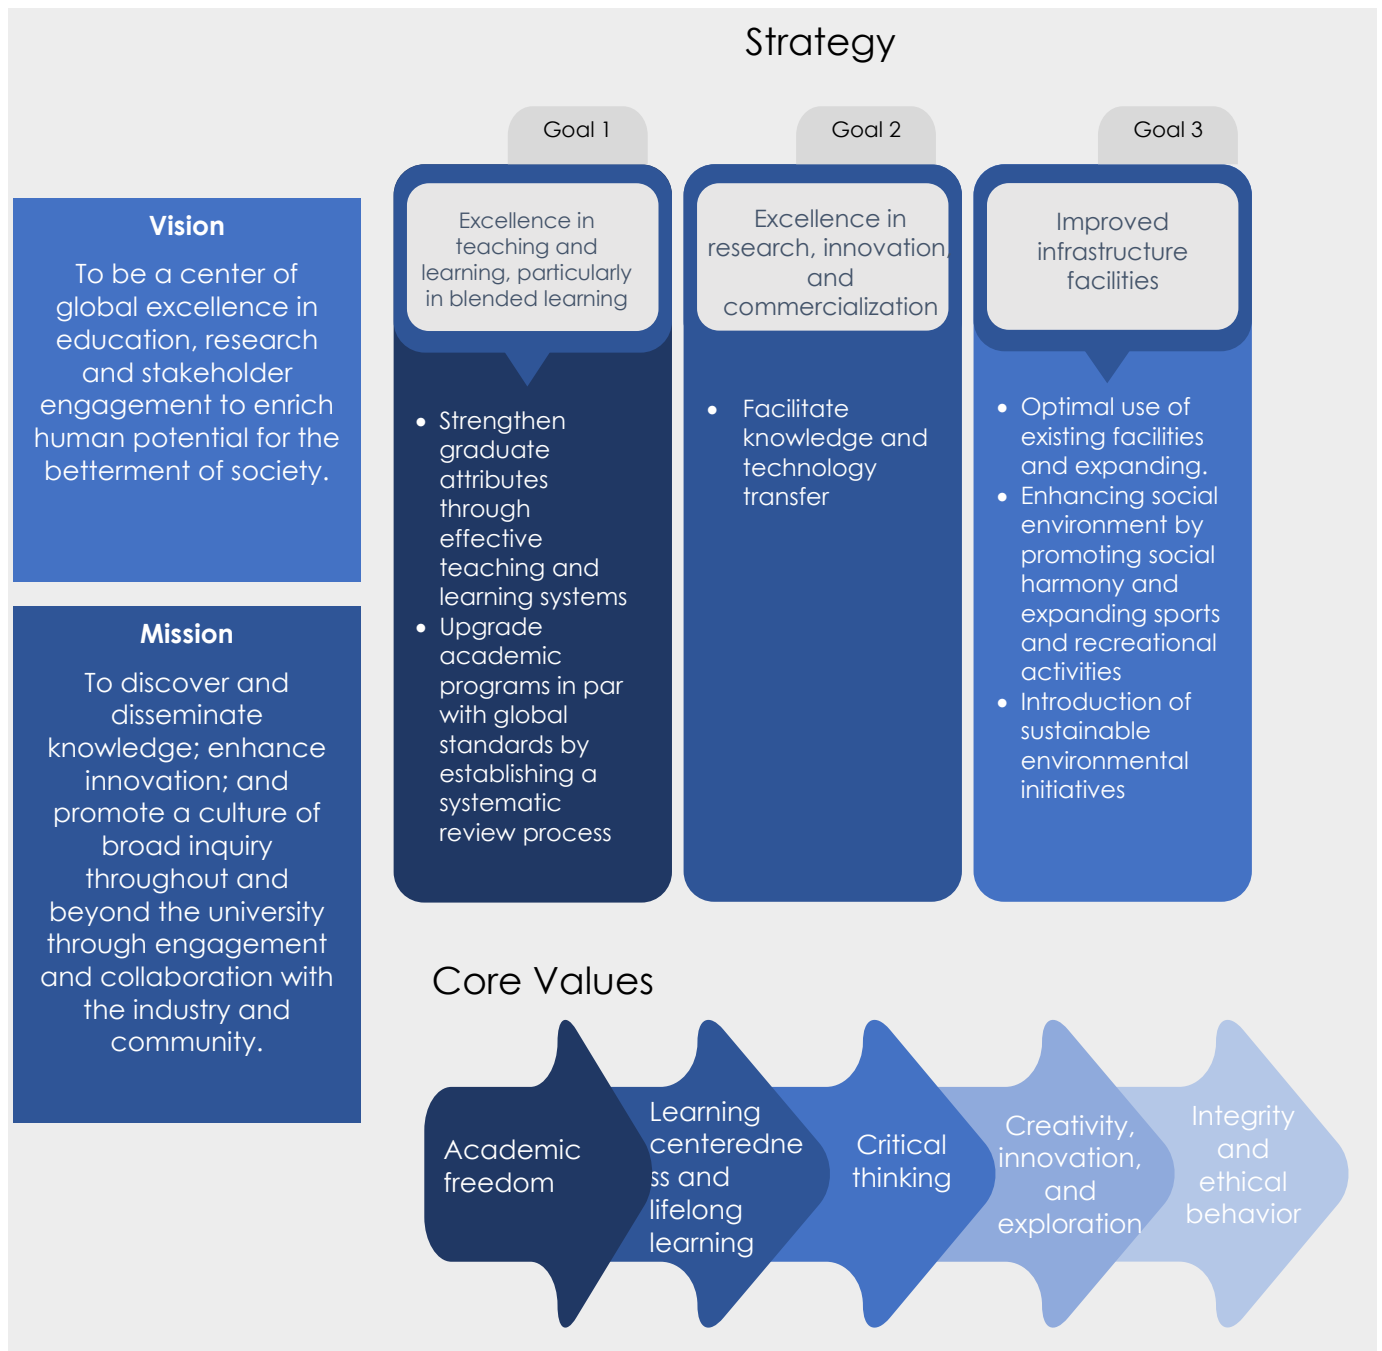 Strategy
Vision
To be a center of
global excellence in
education, research
and stakeholder
engagement to enrich
human potential for the
betterment of society.
Mission
To discover and
disseminate
knowledge; enhance
innovation; and
promote a culture of
broad inquiry
throughout and
beyond the university
through engagement
and collaboration with
the industry and
community.
Goal 1
Excellence in
teaching and
learning, particularly
in blended learning
• Strengthen
graduate
attributes
through
effective
teaching and
learning systems
• Upgrade
academic
programs in par
with global
standards by
establishing a
systematic
review process
Goal 2
Excellence in
research, innovation,
and
commercialization
• Facilitate
knowledge and
technology
transfer
Goal 3
Improved
infrastructure
facilities
• Optimal use of
existing facilities
and expanding.
• Enhancing social
environment by
promoting social
harmony and
expanding sports
and recreational
activities
• Introduction of
sustainable
environmental
initiatives
Core Values
Academic
freedom
Learning
centeredne
ss and
lifelong
learning
Critical
thinking
Creativity,
innovation,
and
exploration
Integrity
and
ethical
behavior